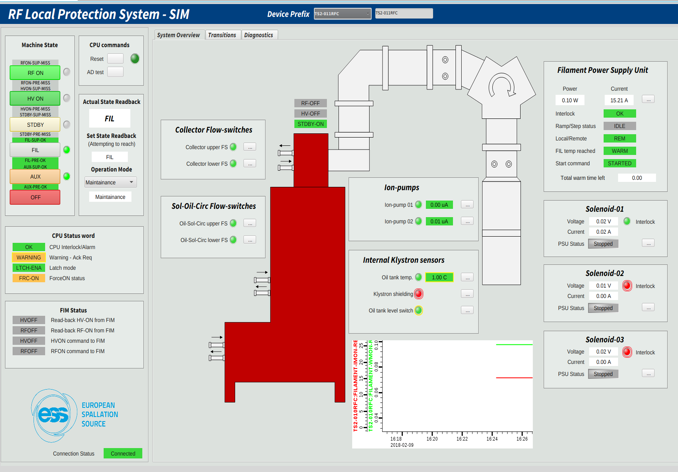 RF Local Protection System - SIM
Device Prefix
TS2-010RFC
TS2-010RFC
System Overview
Transitions
Diagnostics
Machine State
RFON-SUP-MISS
RF ON
RFON-PRE-MISS
HVON-SUP-MISS
HV ON
HVON-PRE-MISS
STDBY-SUP-MISS
STDBY
STDBY-PRE-MISS
FIL-SUP-OK
FIL
FIL-PRE-OK
AUX-SUP-OK
AUX
AUX-PRE-OK
OFF
CPU commands
Reset
AD test
Actual State Readback
FIL
Set State Readback
(Attempting to reach)
FIL
Operation Mode
Maintainance
Maintainance
CPU Status word
OK CPU Interlock/Alarm
WARNING Warning - Ack Req
LTCH-ENA Latch mode
FRC-ON ForceON status
FIM Status
HVOFF Read-back HV-ON from FIM
RFOFF Read-back RF-ON from FIM
HVOFF HVON command to FIM
RFOFF RFON command to FIM
ess
EUROPEAN
SPALLATION
SOURCE
Connection Status Connected
Collector Flow-switches
Collector upper FS ...
Collector lower FS ...
Sol-Oil-Circ Flow-switches
Oil-Sol-Circ upper FS ...
Oil-Sol-Circ lower FS ...
RF-OFF
HV-OFF
STDBY-ON
Ion-pumps
Ion-pump 01 0.00 uA ...
Ion-pump 02 0.01 uA ...
Internal Klystron sensors
Oil tank temp. 1.00 C ...
Klystron shielding ...
Oil tank level switch ...
16:18 16:20 16:22 16:24 16:26
2018-02-09
Filament Power Supply Unit
Power Current
0.10 W 15.21 A ...
Interlock OK
Ramp/Step status IDLE
Local/Remote REM
FIL temp reached WARM
Start command STARTED
Total warm time left 0.00
Solenoid-01
Voltage 0.02 V Interlock
Current 0.02 A
PSU Status Stopped ...
Solenoid-02
Voltage 0.01 V Interlock
Current 0.00 A
PSU Status Stopped ...
Solenoid-03
Voltage 0.02 V Interlock
Current 0.00 A
PSU Status Stopped ...